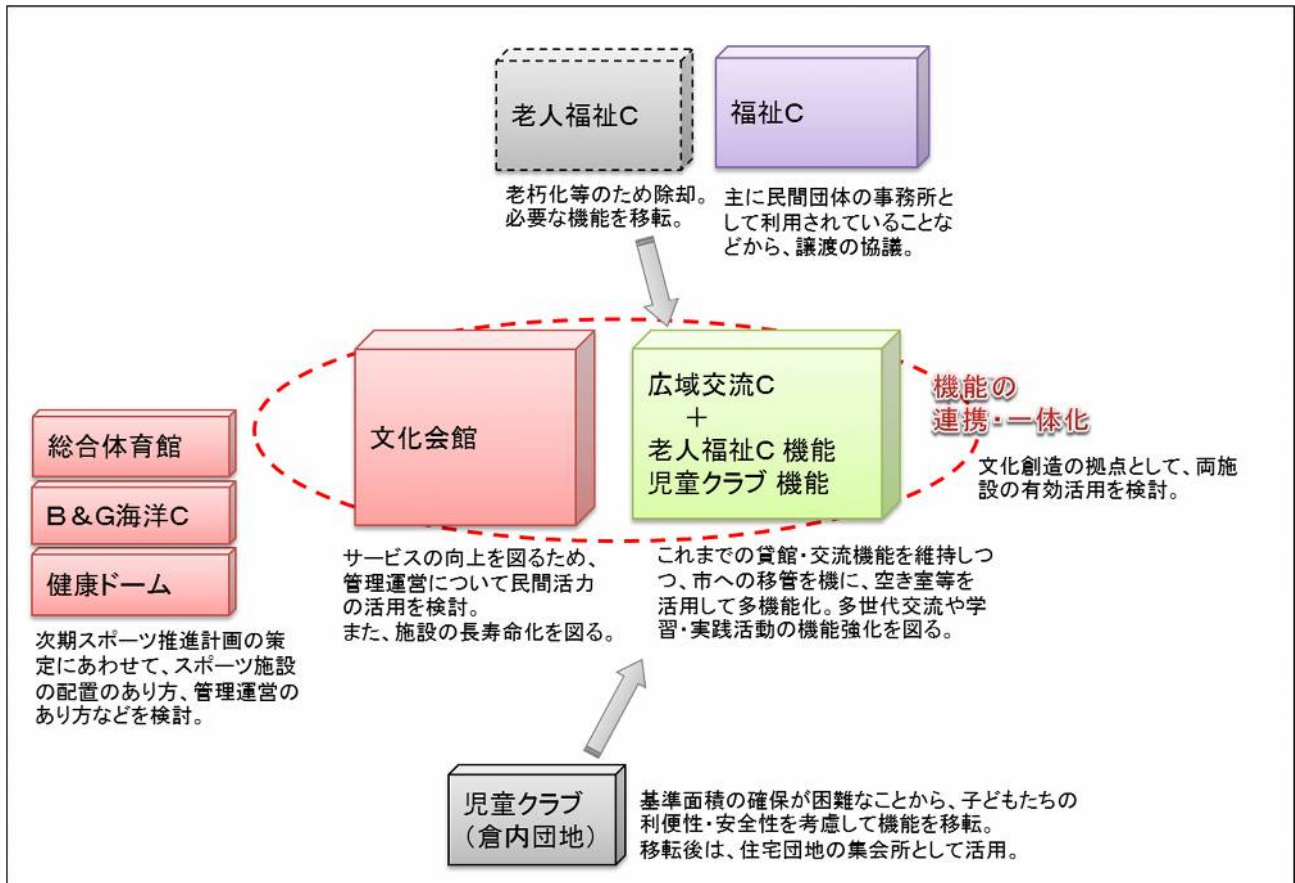 老人福祉C
福祉C
老朽化等のため除却。
必要な機能を移転。
主に民間団体の事務所と
して利用されていることな
どから、譲渡の協議。
文化会館
広域交流C
＋
老人福祉C 機能
児童クラブ 機能
機能の
連携・一体化
文化創造の拠点として、両施
設の有効活用を検討。
総合体育館
B&G海洋C
健康ドーム
次期スポーツ推進計画の策
定にあわせて、スポーツ施設
の配置のあり方、管理運営の
あり方などを検討。
サービスの向上を図るため、
管理運営について民間活力
の活用を検討。
また、施設の長寿命化を図る。
これまでの貸館・交流機能を維持しつ
つ、市への移管を機に、空き室等を
活用して多機能化。多世代交流や学
習・実践活動の機能強化を図る。
児童クラブ
（倉内団地）
基準面積の確保が困難なことから、子どもたちの
利便性・安全性を考慮して機能を移転。
移転後は、住宅団地の集会所として活用。